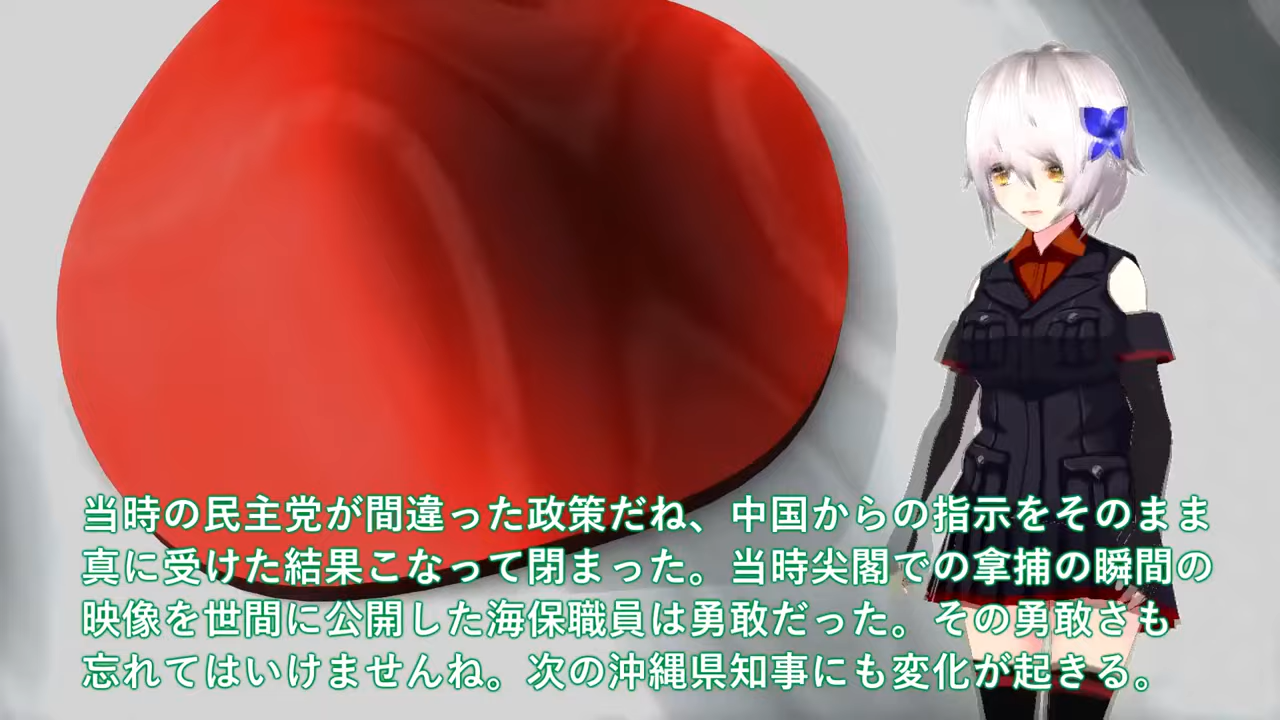 当時の民主党が間違った政策だね、中国からの指示をそのまま
真に受けた結果こなって閉まった。当時尖閣での拿捕の瞬間の
映像を世間に公開した海保職員は勇敢だった。その勇敢さも
忘れてはいけませんね。次の沖縄県知事にも変化が起きる。